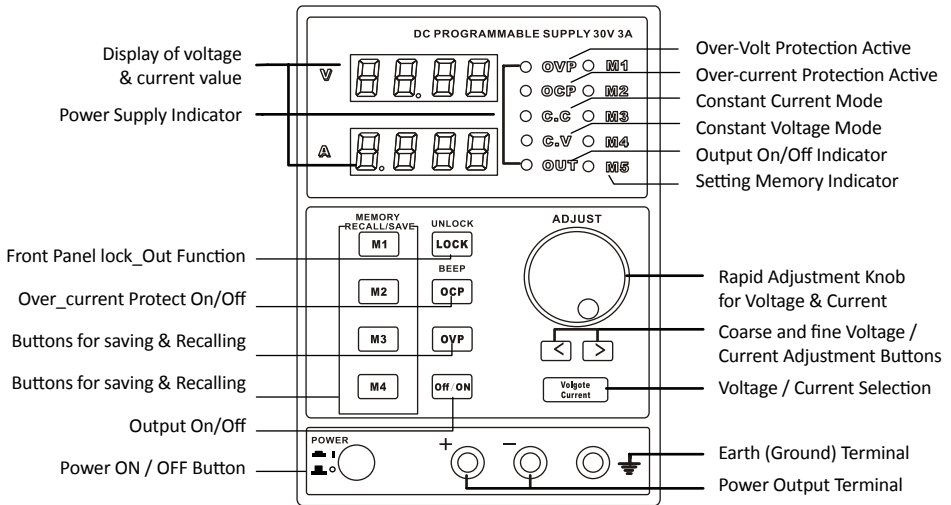 DC PROGRAMMABLE SUPPLY 30V 3A
Display of voltage
& current value
Power Supply Indicator
V
A
OVP M1
OCP M2
C.C M3
C.V M4
OUT M5
Over-Volt Protection Active
Over-current Protection Active
Constant Current Mode
Constant Voltage Mode
Output On/Off Indicator
Setting Memory Indicator
Front Panel lock_Out Function
Over_current Protect On/Off
Buttons for saving & Recalling
Buttons for saving & Recalling
Output On/Off
Power ON / OFF Button
MEMORY
RECALL/SAVE
M1
M2
M3
M4
UNLOCK
LOCK
BEEP
OCP
OVP
Off/ON
ADJUST
< >
Volgote
Current
Rapid Adjustment Knob
for Voltage & Current
Coarse and fine Voltage /
Current Adjustment Buttons
Voltage / Current Selection
POWER
+ −
Earth (Ground) Terminal
Power Output Terminal